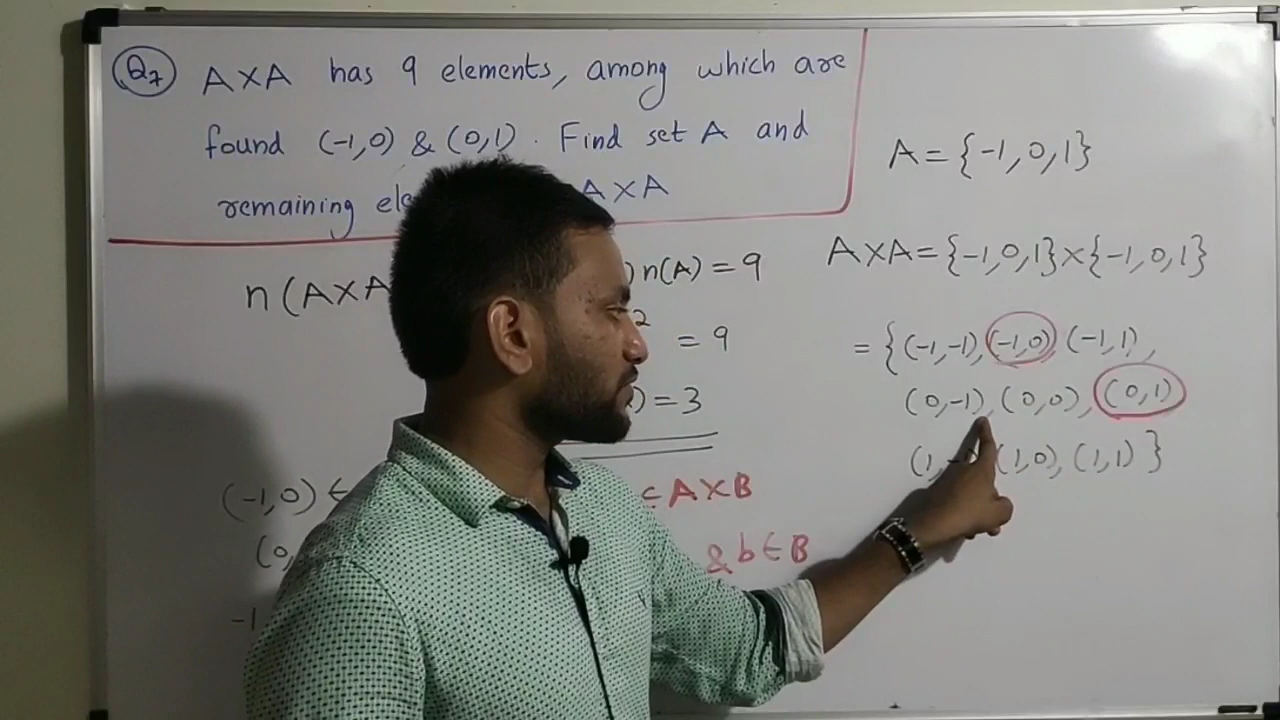 Q7 A×A has 9 elements, among which are
found (-1,0) & (0,1). Find set A and
remaining A×A
n(A×A )n(A) = 9
2 = 9
) = 3
(-1,0) ∈ ∈ A×B
(0, & b ∈ B
-1
A = {-1,0,1}
A×A = {-1,0,1}×{-1,0,1}
= {(-1,-1),(-1,0),(-1,1),
(0,-1),(0,0),(0,1)
(1, (1,0),(1,1)}